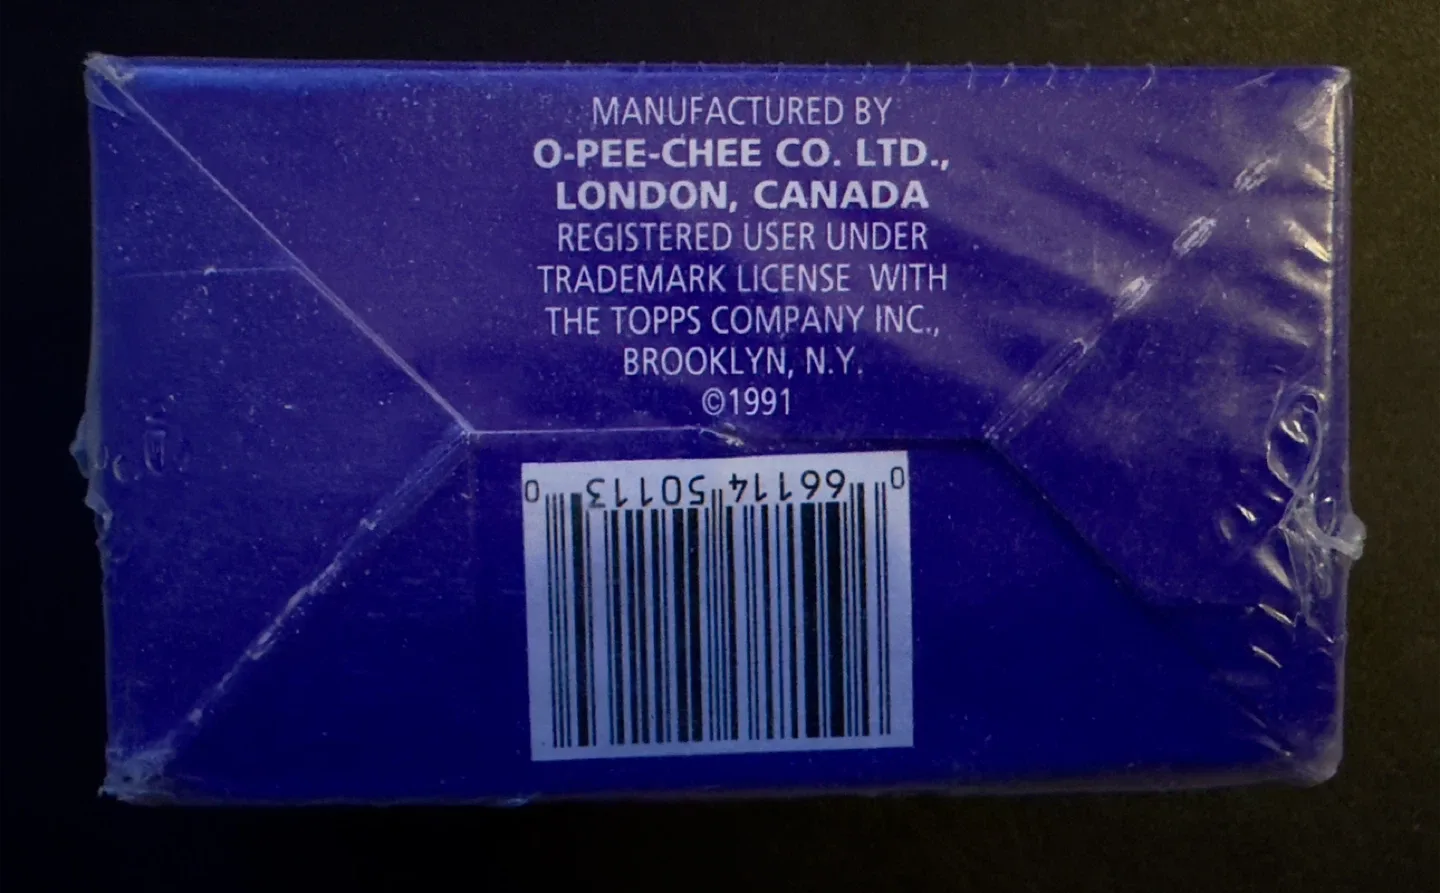 MANUFACTURED BY
O-PEE-CHEE CO. LTD.,
LONDON, CANADA
REGISTERED USER UNDER
TRADEMARK LICENSE WITH
THE TOPPS COMPANY INC.,
BROOKLYN, N.Y.
©1991
0 66114 50113 0